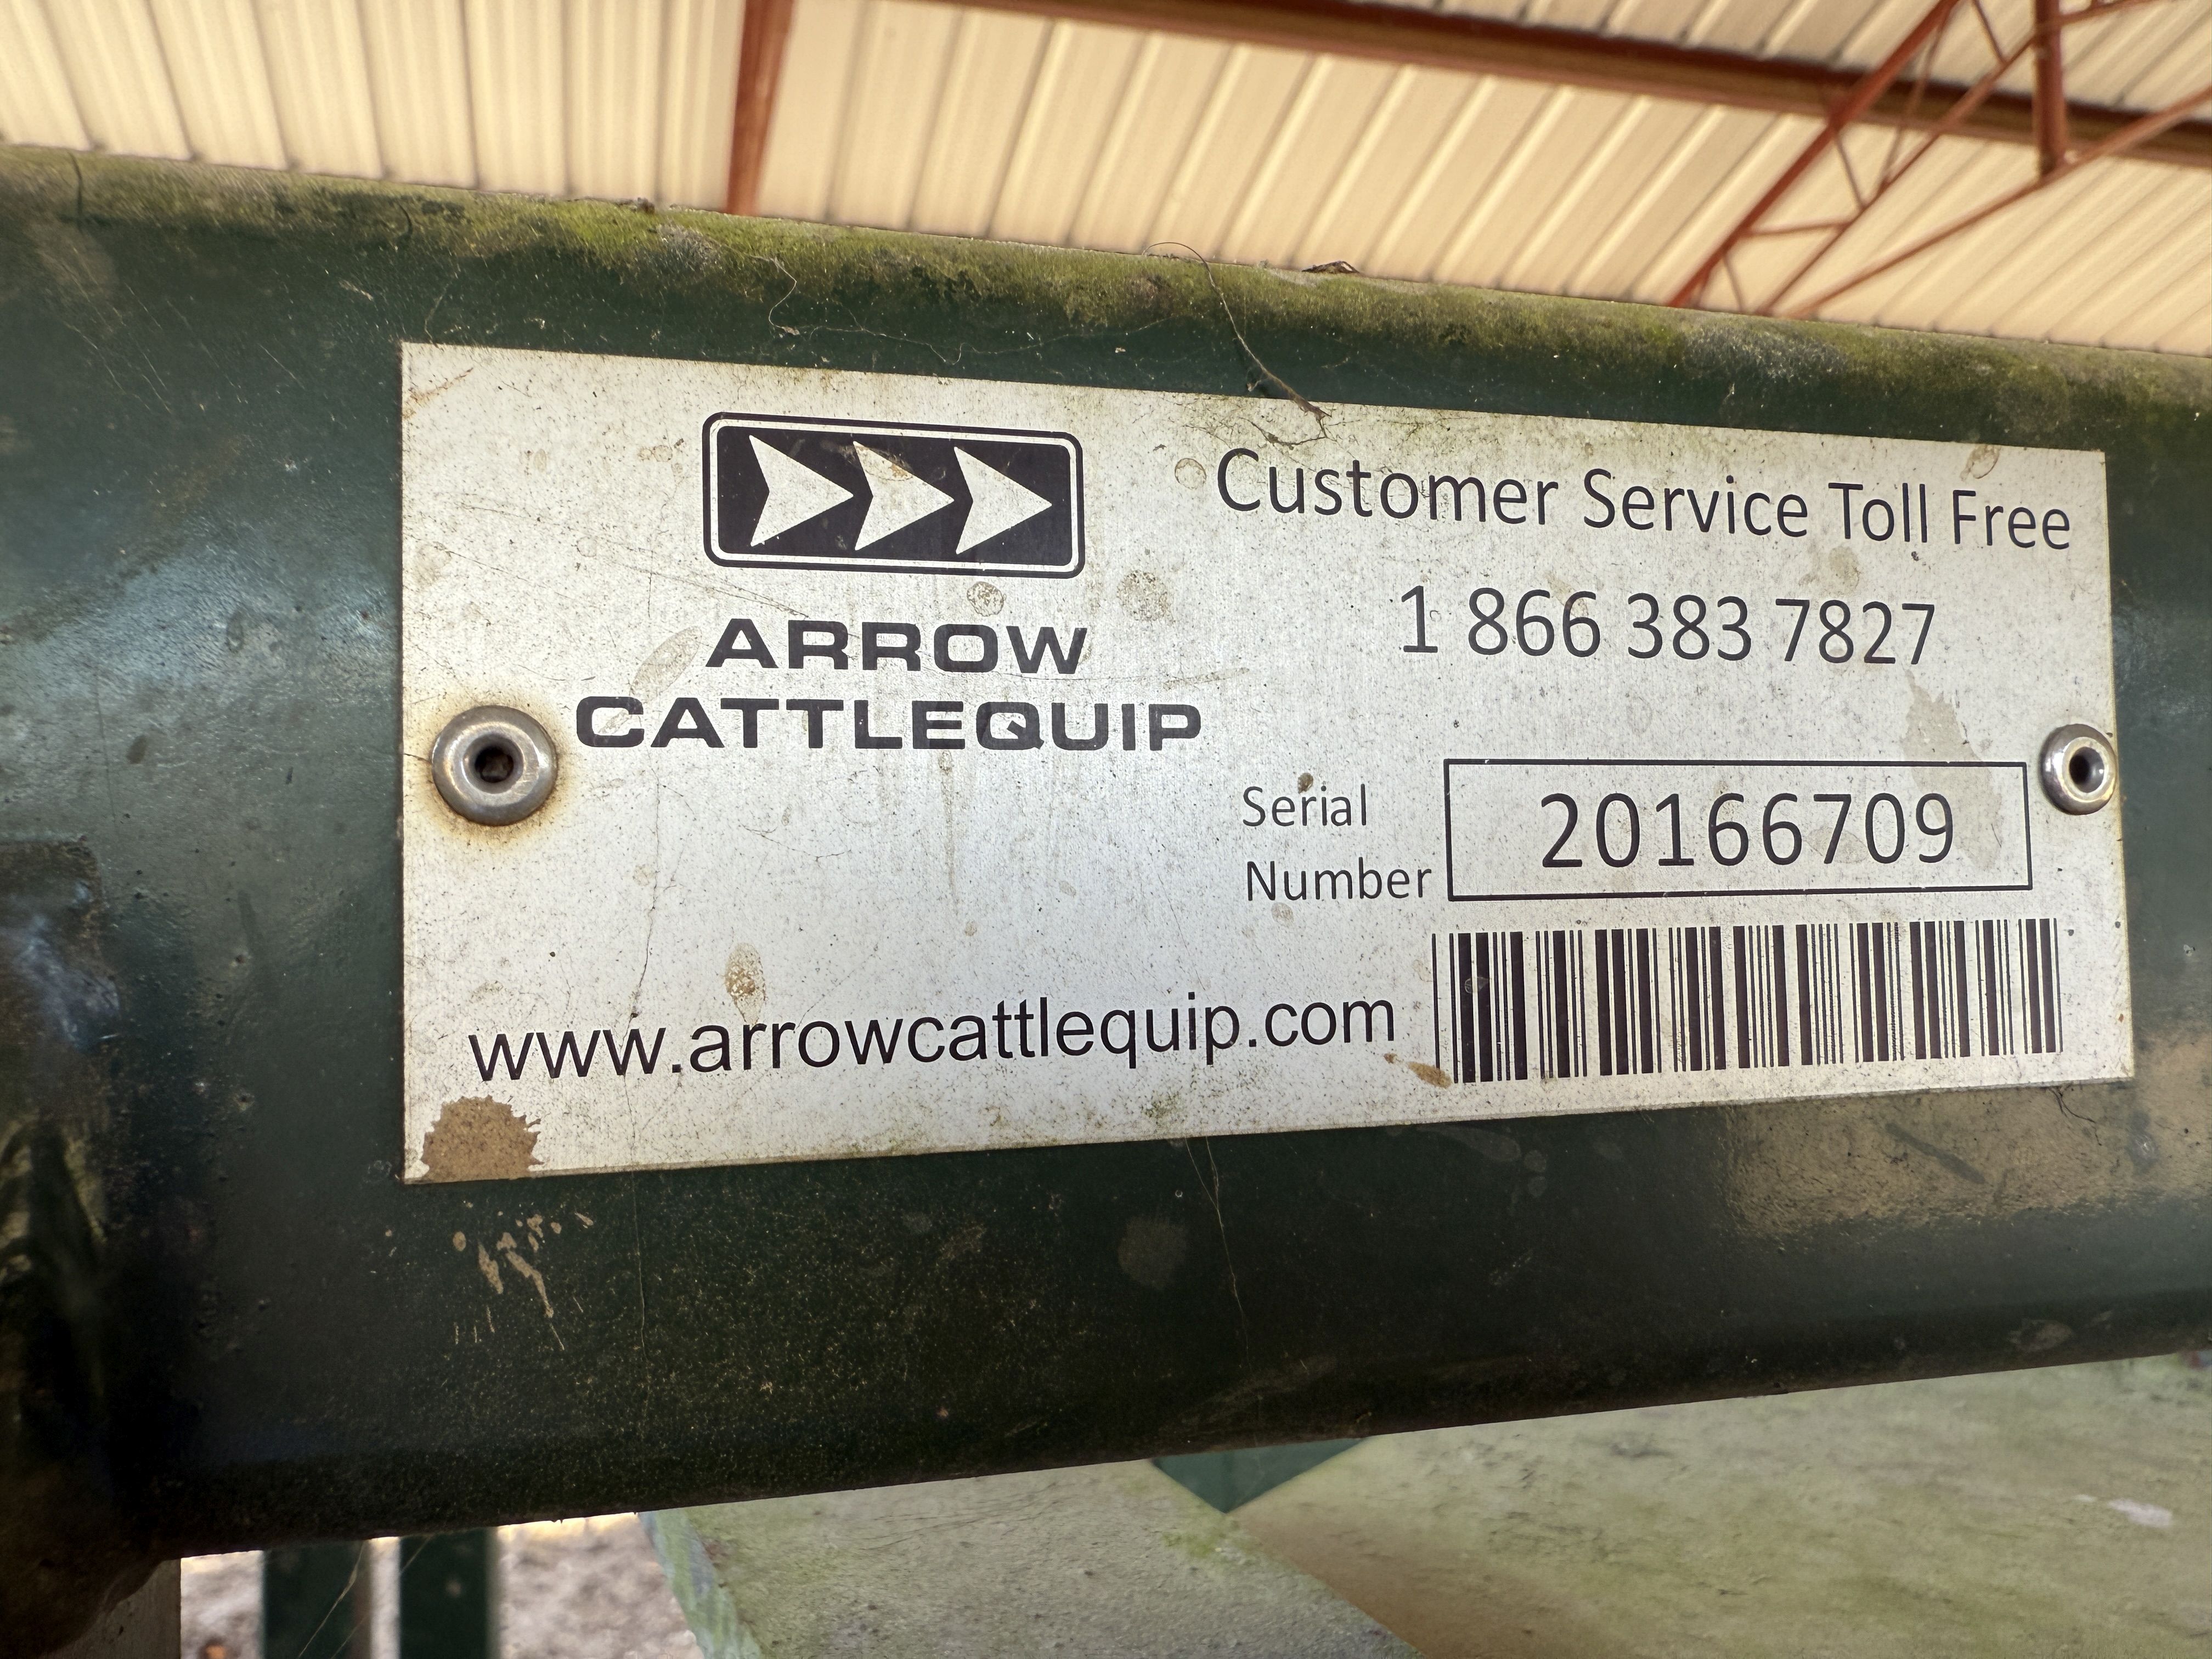 ARROW
CATTLEQUIP
Customer Service Toll Free
1 866 383 7827
Serial
Number
20166709
www.arrowcattlequip.com